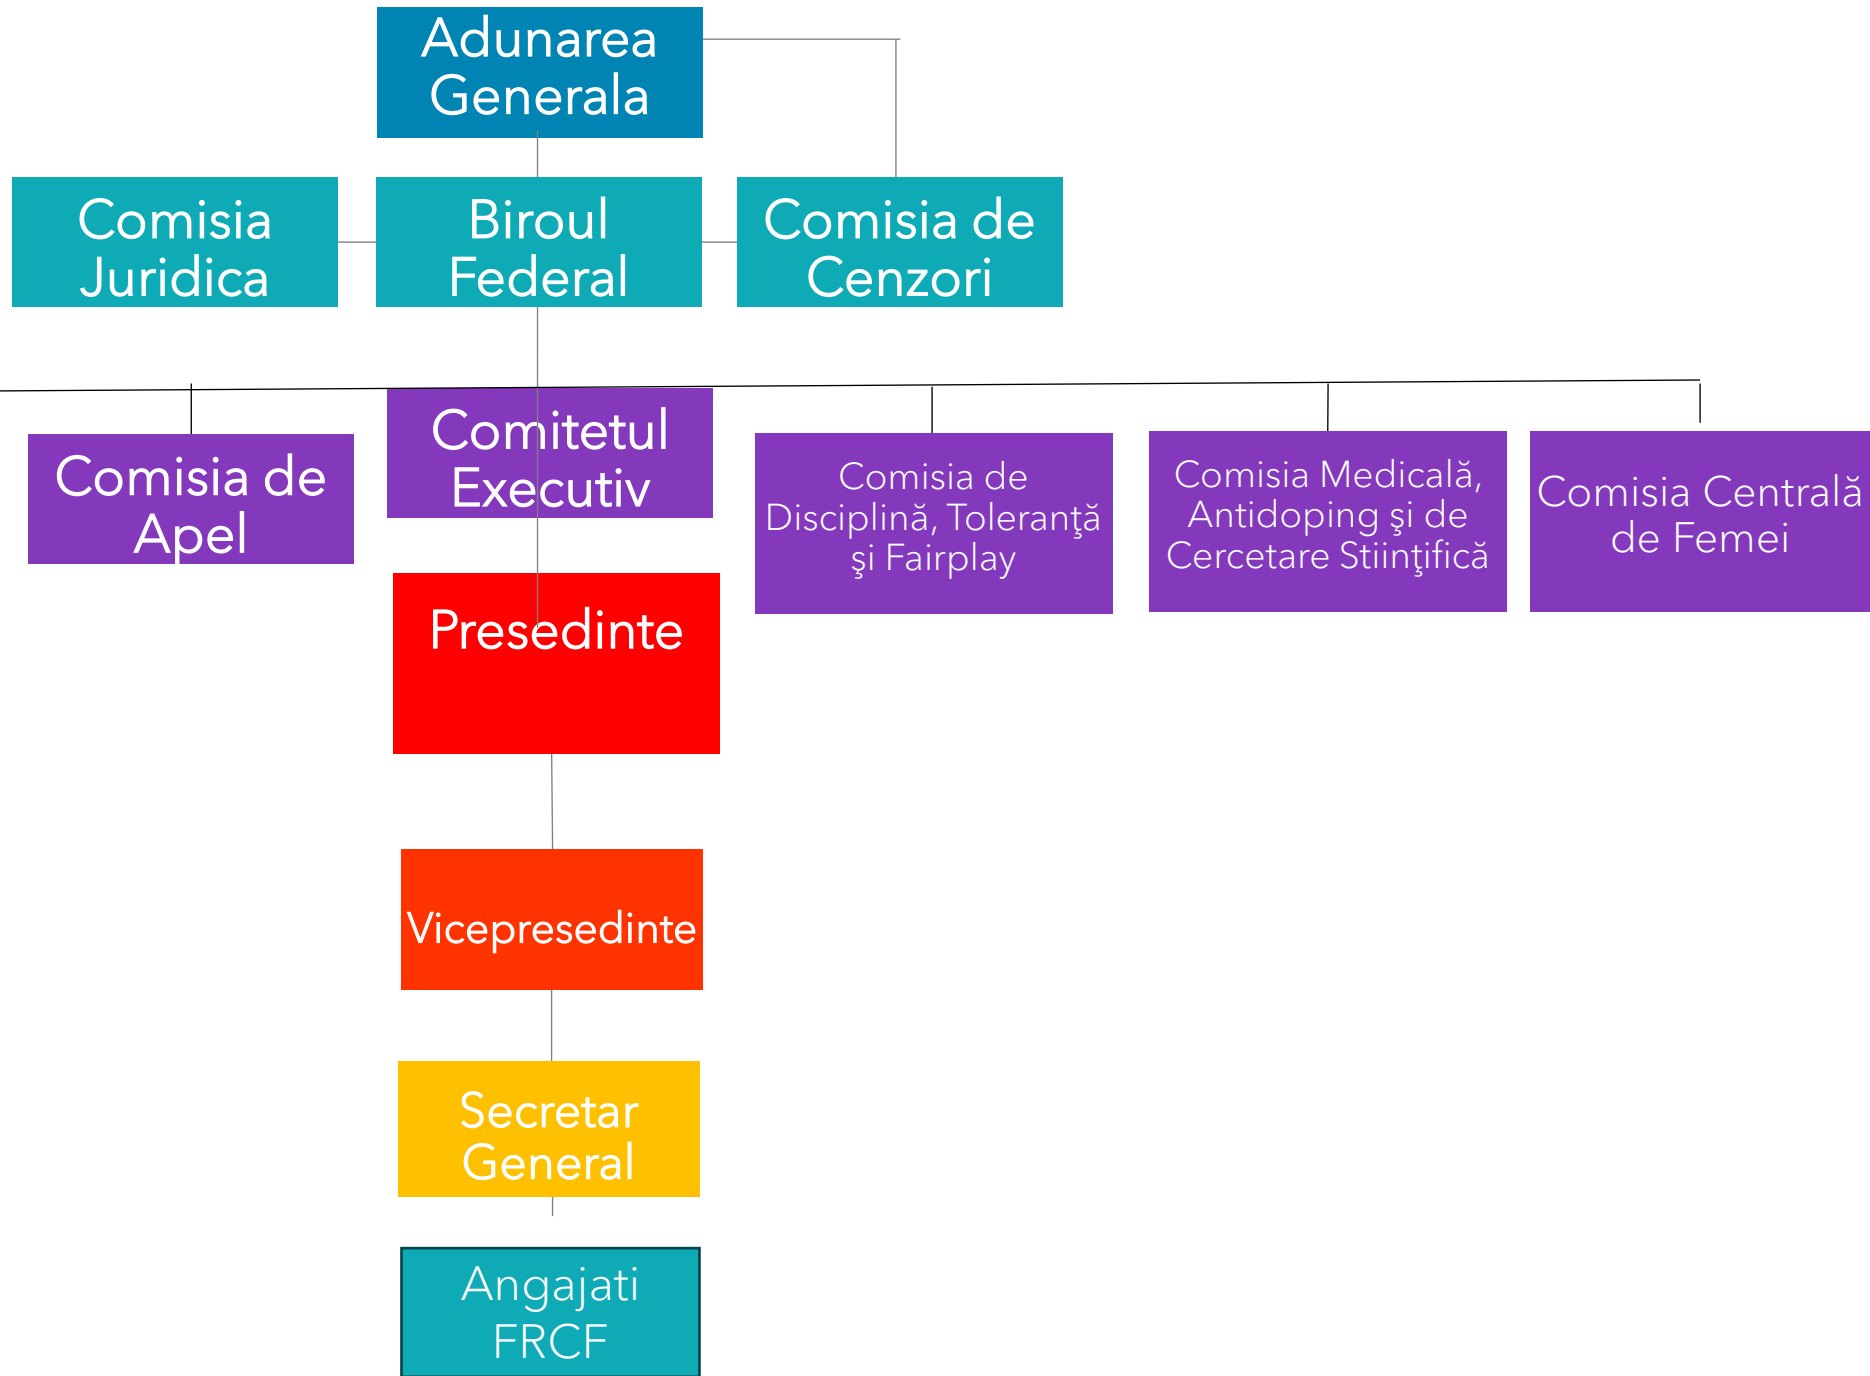 Adunarea
Generala
Comisia
Juridica
Biroul
Federal
Comisia de
Cenzori
Comisia de
Apel
Comitetul
Executiv
Comisia de
Disciplină, Toleranţă
şi Fairplay
Comisia Medicală,
Antidoping şi de
Cercetare Stiinţifică
Comisia Centrală
de Femei
Presedinte
Vicepresedinte
Secretar
General
Angajati
FRCF